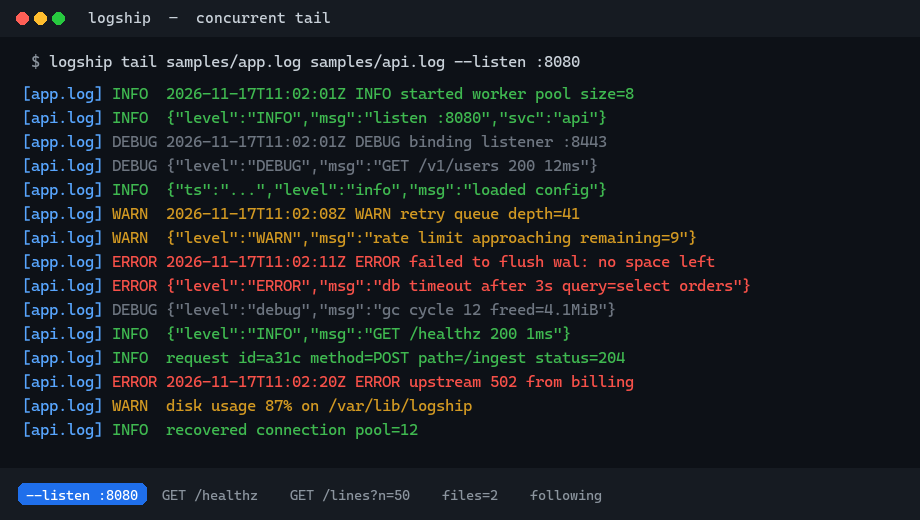 logship — concurrent tail
$ logship tail samples/app.log samples/api.log --listen :8080
[app.log] INFO 2026-11-17T11:02:01Z INFO started worker pool size=8
[api.log] INFO {"level":"INFO","msg":"listen :8080","svc":"api"}
[app.log] DEBUG 2026-11-17T11:02:01Z DEBUG binding listener :8443
[api.log] DEBUG {"level":"DEBUG","msg":"GET /v1/users 200 12ms"}
[app.log] INFO {"ts":"...","level":"info","msg":"loaded config"}
[app.log] WARN 2026-11-17T11:02:08Z WARN retry queue depth=41
[api.log] WARN {"level":"WARN","msg":"rate limit approaching remaining=9"}
[app.log] ERROR 2026-11-17T11:02:11Z ERROR failed to flush wal: no space left
[api.log] ERROR {"level":"ERROR","msg":"db timeout after 3s query=select orders"}
[app.log] DEBUG {"level":"debug","msg":"gc cycle 12 freed=4.1MiB"}
[api.log] INFO {"level":"INFO","msg":"GET /healthz 200 1ms"}
[app.log] INFO request id=a31c method=POST path=/ingest status=204
[api.log] ERROR 2026-11-17T11:02:20Z ERROR upstream 502 from billing
[app.log] WARN disk usage 87% on /var/lib/logship
[api.log] INFO recovered connection pool=12
--listen :8080 GET /healthz GET /lines?n=50 files=2 following